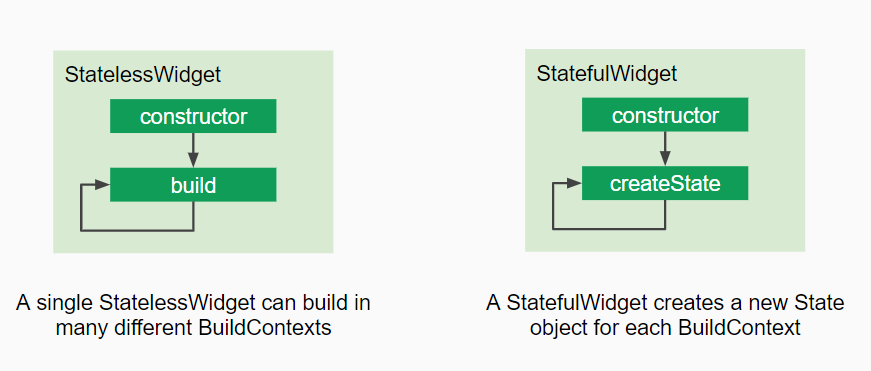 StatelessWidget
constructor
build
A single StatelessWidget can build in
many different BuildContexts
StatefulWidget
constructor
createState
A StatefulWidget creates a new State
object for each BuildContext